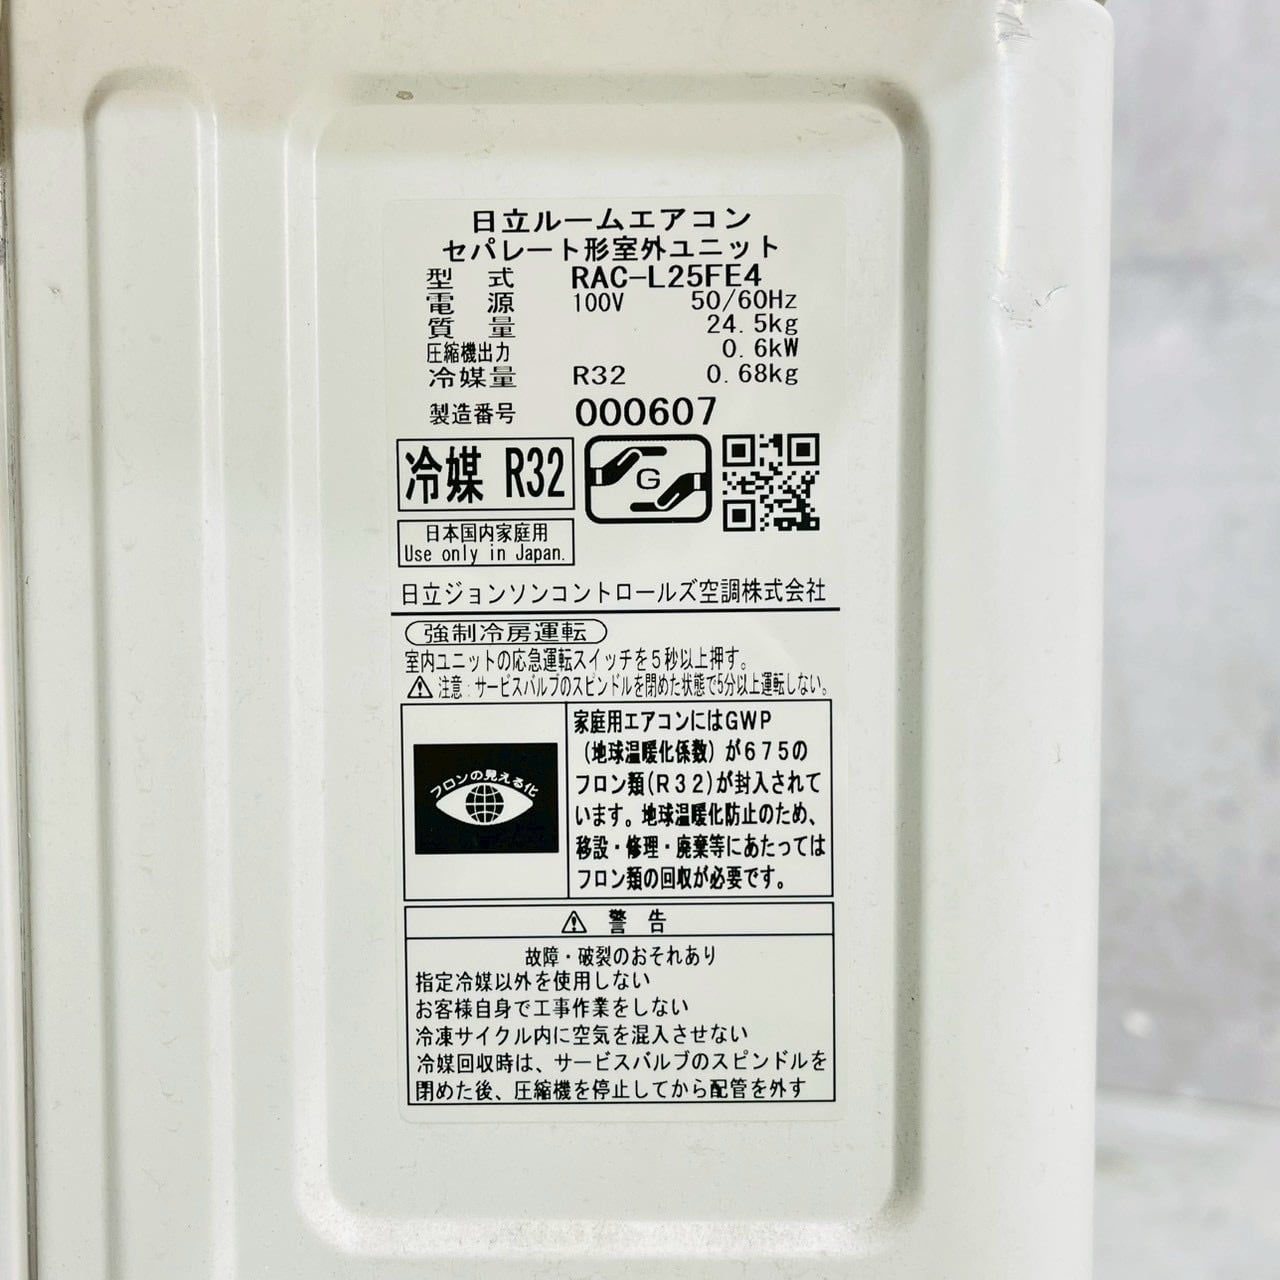 日立ルームエアコン
セパレート形室外ユニット
型 式 RAC-L25FE4
電 源 100V 50/60Hz
質 量 24.5kg
圧縮機出力 0.6kW
冷媒量 R32 0.68kg
製造番号 000607
冷媒 R32
G
日本国内家庭用
Use only in Japan.
日立ジョンソンコントロールズ空調株式会社
強制冷房運転
室内ユニットの応急運転スイッチを5秒以上押す。
注意:サービスバルブのスピンドルを閉めた状態で5分以上運転しない。
フロンの見える化
家庭用エアコンにはGWP
(地球温暖化係数)が675の
フロン類(R32)が封入されて
います。地球温暖化防止のため、
移設・修理・廃棄等にあたっては
フロン類の回収が必要です。
警 告
故障・破裂のおそれあり
指定冷媒以外を使用しない
お客様自身で工事作業をしない
冷凍サイクル内に空気を混入させない
冷媒回収時は、サービスバルブのスピンドルを
閉めた後、圧縮機を停止してから配管を外す